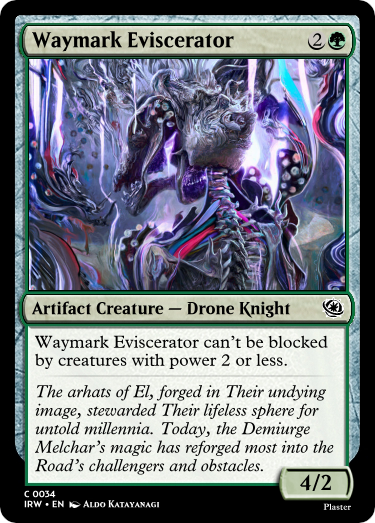 Waymark Eviscerator 2
Artifact Creature — Drone Knight
Waymark Eviscerator can't be blocked
by creatures with power 2 or less.
The arhats of El, forged in Their undying
image, stewarded Their lifeless sphere for
untold millennia. Today, the Demiurge
Melchar's magic has reforged most into the
Road's challengers and obstacles.
4/2
C 0034
IRW • EN Aldo Katayanagi
Plaster